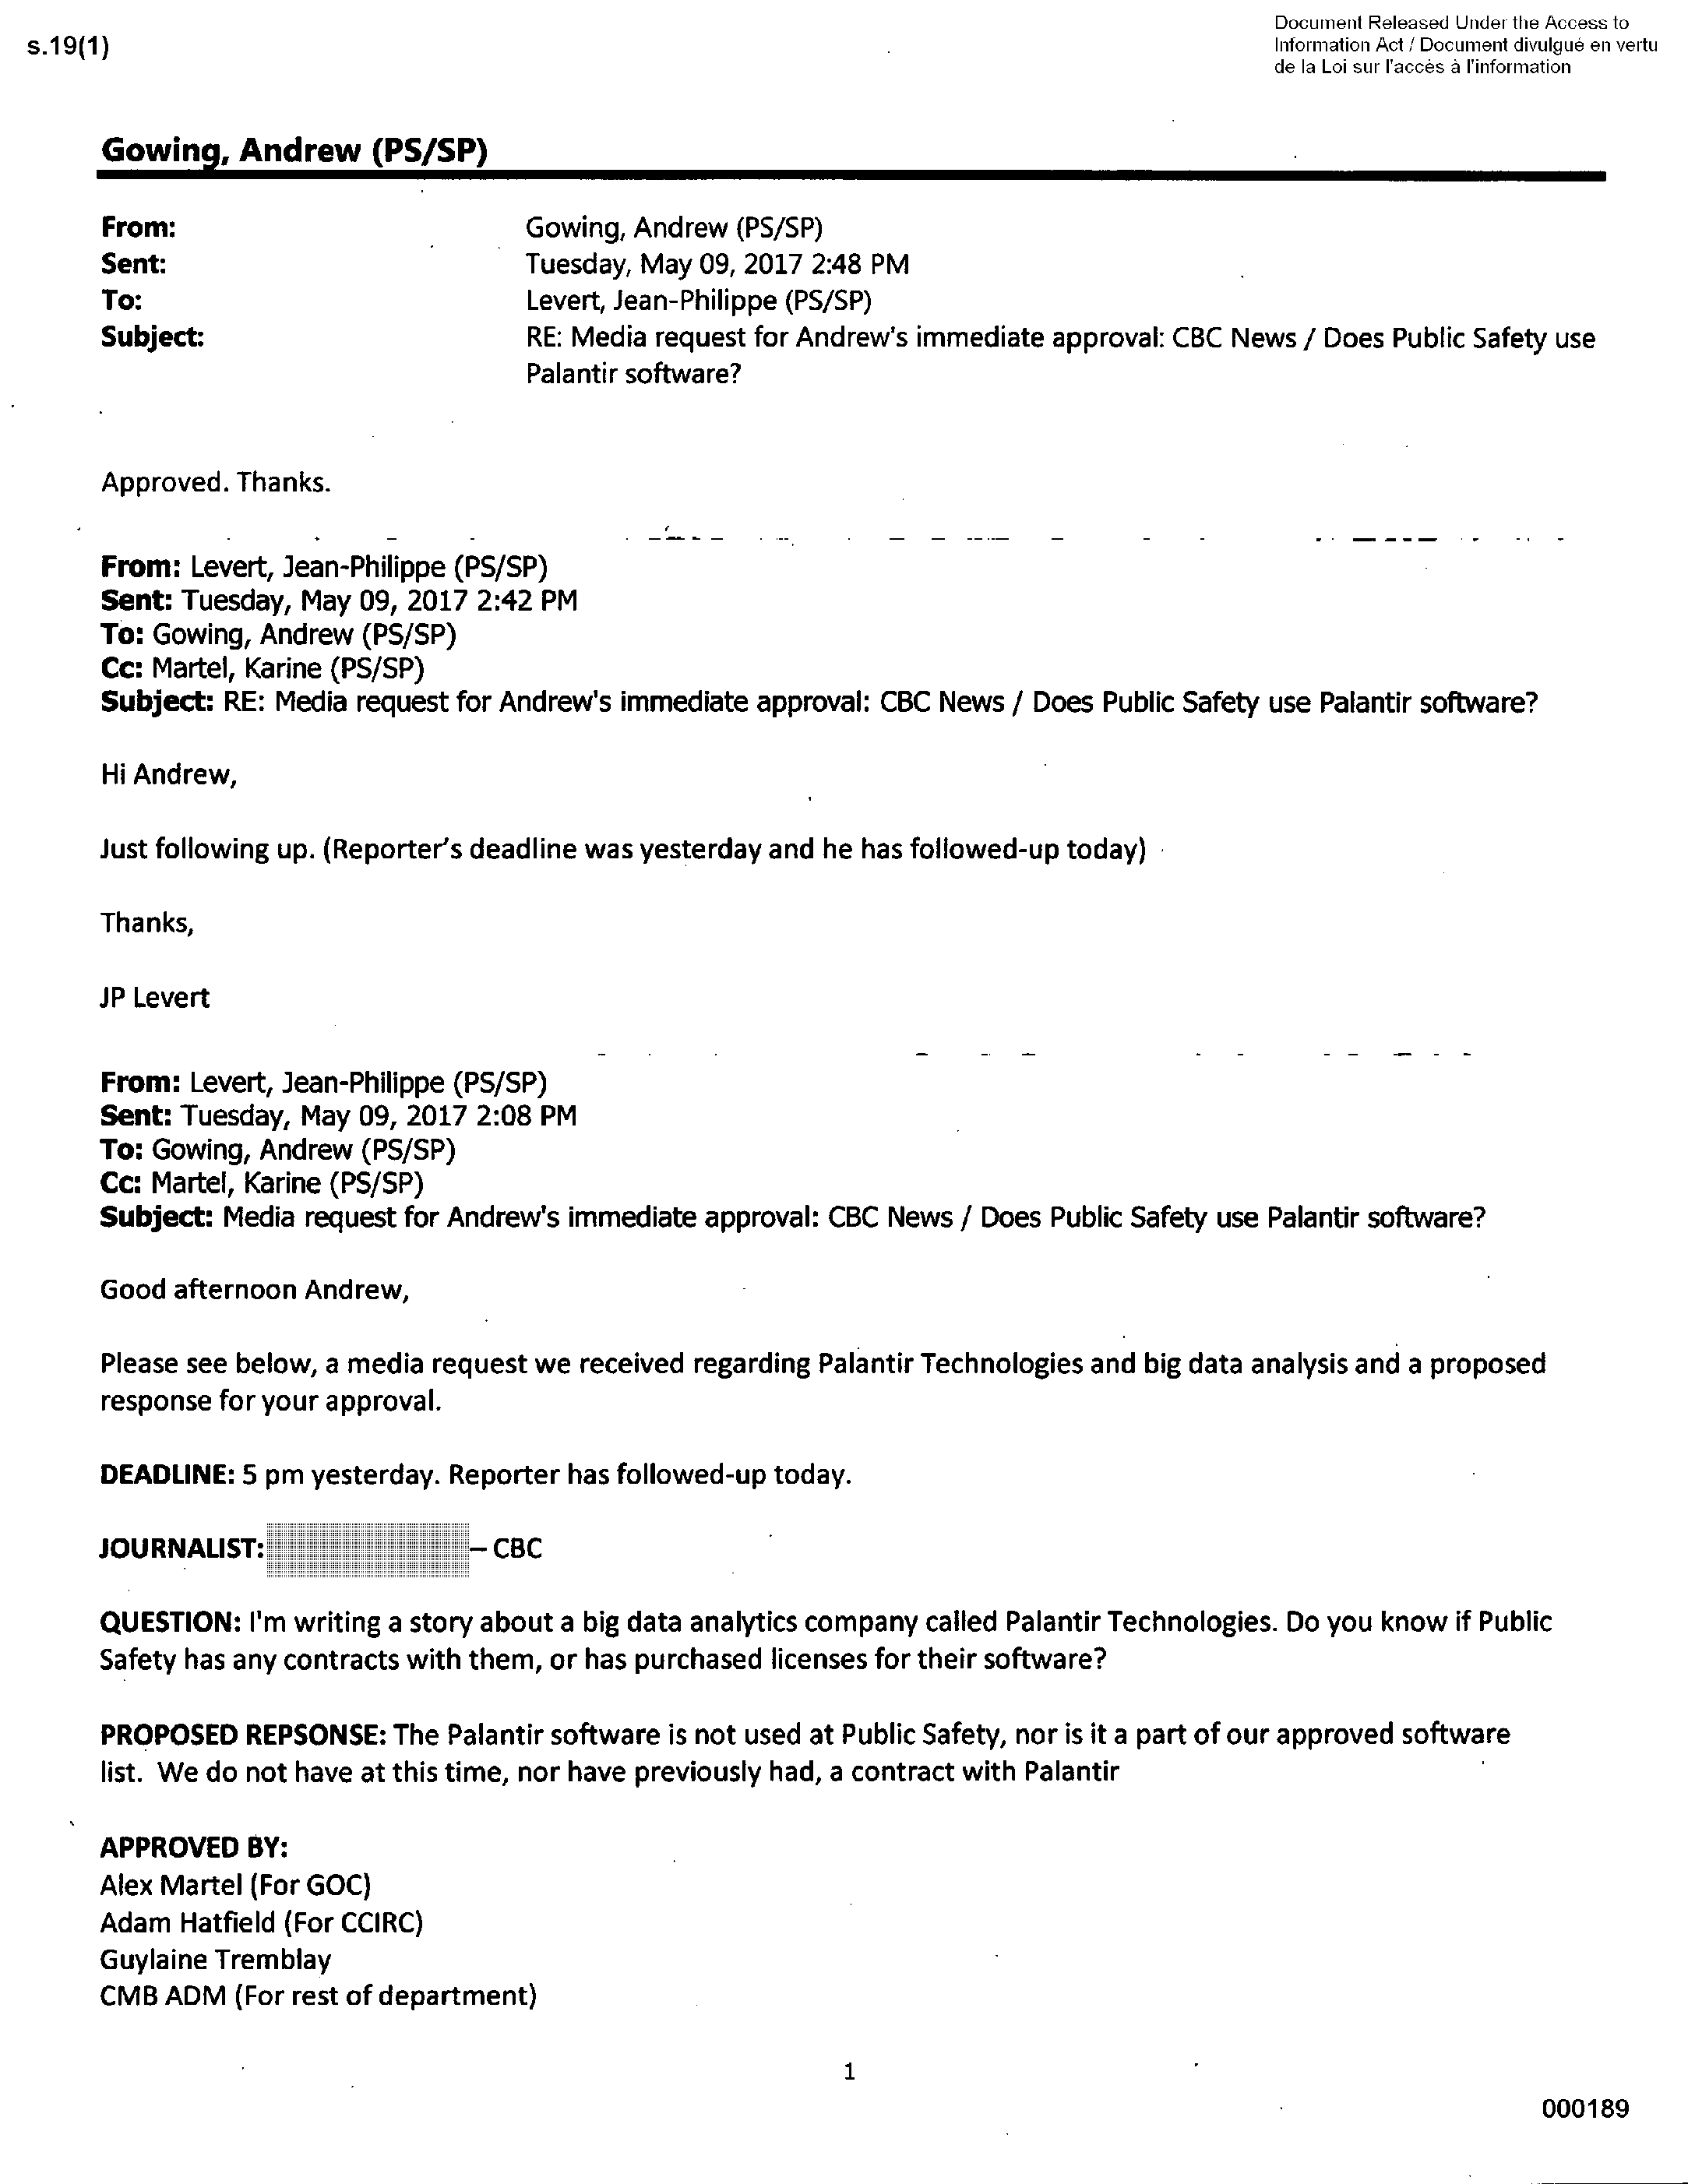 s.19(1)
Document Released Under the Access to
Information Act / Document divulgué en vertu
de la Loi sur l'accès à l'information
Gowing, Andrew (PS/SP)
From: Gowing, Andrew (PS/SP)
Sent: Tuesday, May 09, 2017 2:48 PM
To: Levert, Jean-Philippe (PS/SP)
Subject: RE: Media request for Andrew's immediate approval: CBC News / Does Public Safety use
Palantir software?
Approved. Thanks.
From: Levert, Jean-Philippe (PS/SP)
Sent: Tuesday, May 09, 2017 2:42 PM
To: Gowing, Andrew (PS/SP)
Cc: Martel, Karine (PS/SP)
Subject: RE: Media request for Andrew's immediate approval: CBC News / Does Public Safety use Palantir software?
Hi Andrew,
Just following up. (Reporter's deadline was yesterday and he has followed-up today)
Thanks,
JP Levert
From: Levert, Jean-Philippe (PS/SP)
Sent: Tuesday, May 09, 2017 2:08 PM
To: Gowing, Andrew (PS/SP)
Cc: Martel, Karine (PS/SP)
Subject: Media request for Andrew's immediate approval: CBC News / Does Public Safety use Palantir software?
Good afternoon Andrew,
Please see below, a media request we received regarding Palantir Technologies and big data analysis and a proposed
response for your approval.
DEADLINE: 5 pm yesterday. Reporter has followed-up today.
JOURNALIST: – CBC
QUESTION: I'm writing a story about a big data analytics company called Palantir Technologies. Do you know if Public
Safety has any contracts with them, or has purchased licenses for their software?
PROPOSED REPSONSE: The Palantir software is not used at Public Safety, nor is it a part of our approved software
list. We do not have at this time, nor have previously had, a contract with Palantir
APPROVED BY:
Alex Martel (For GOC)
Adam Hatfield (For CCIRC)
Guylaine Tremblay
CMB ADM (For rest of department)
1
000189